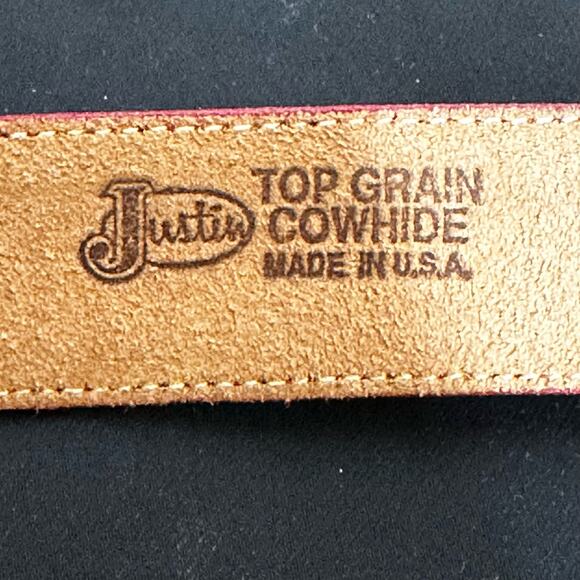 Justin
TOP GRAIN
COWHIDE
MADE IN U.S.A.